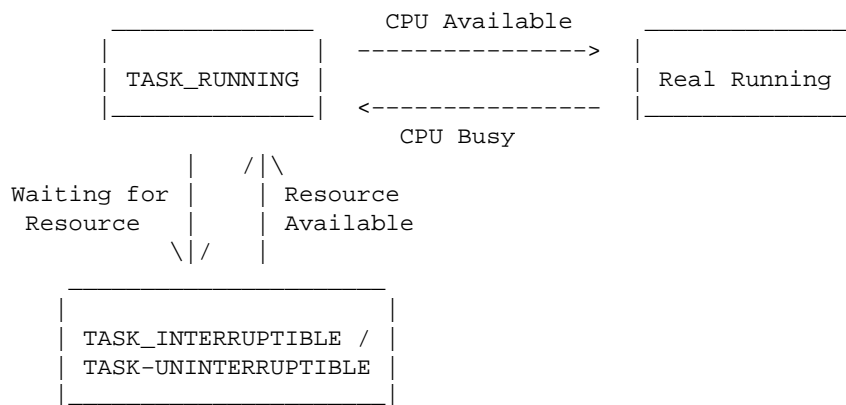 CPU Available
TASK_RUNNING
Real Running
CPU Busy
Waiting for Resource
Resource Available
TASK_INTERRUPTIBLE /
TASK-UNINTERRUPTIBLE